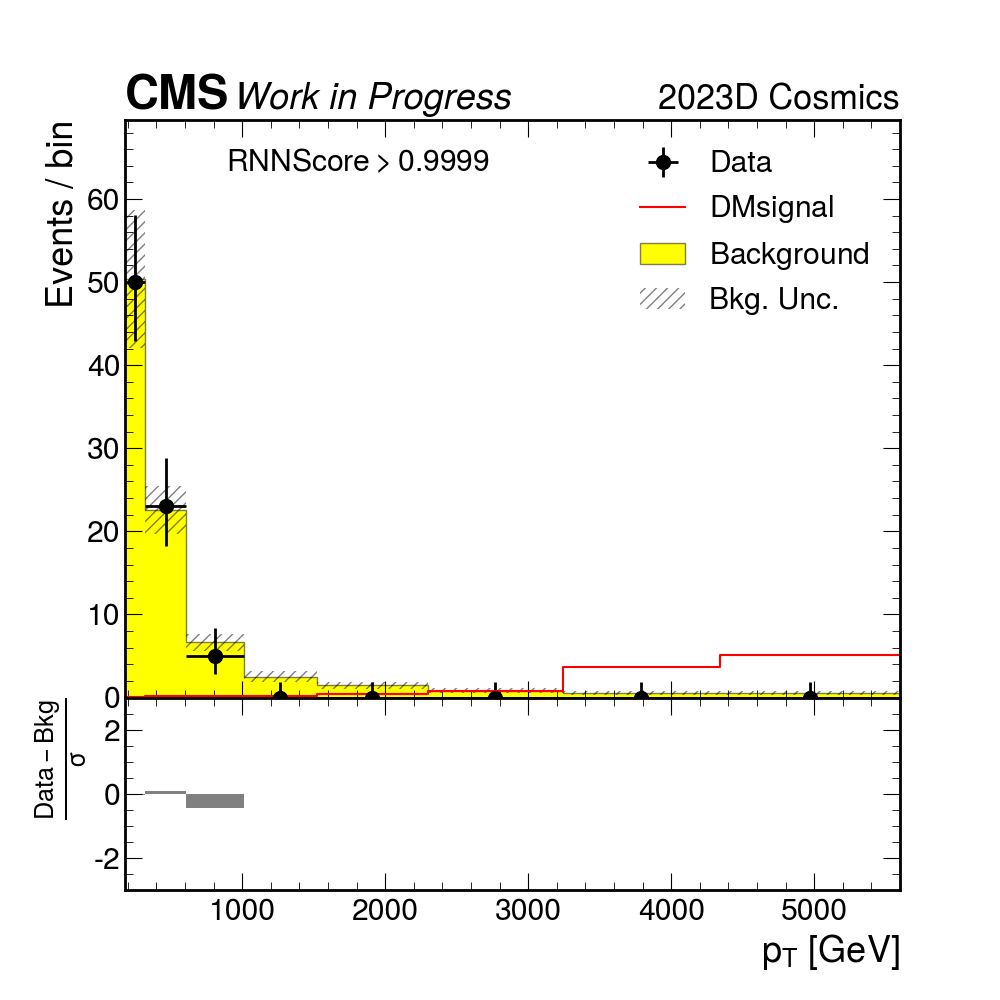 CMS Work in Progress 2023D Cosmics
RNNScore > 0.9999
Data
DMsignal
Background
Bkg. Unc.
Events / bin
60
50
40
30
20
10
0
Data – Bkg
σ
2
0
-2
1000 2000 3000 4000 5000
pT [GeV]